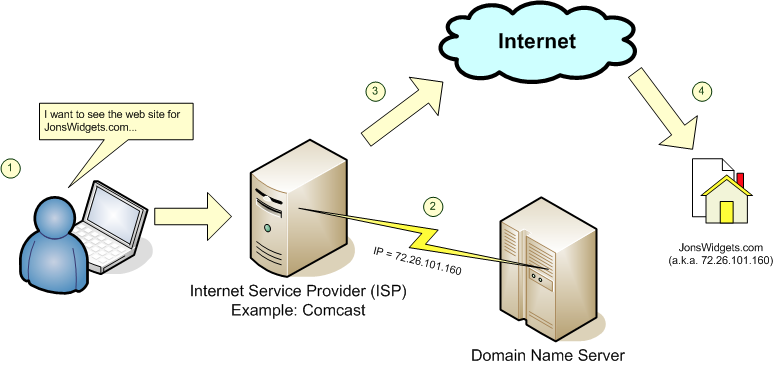 1
I want to see the web site for
JonsWidgets.com...
Internet Service Provider (ISP)
Example: Comcast
2
IP = 72.26.101.160
Domain Name Server
3
Internet
4
JonsWidgets.com
(a.k.a. 72.26.101.160)